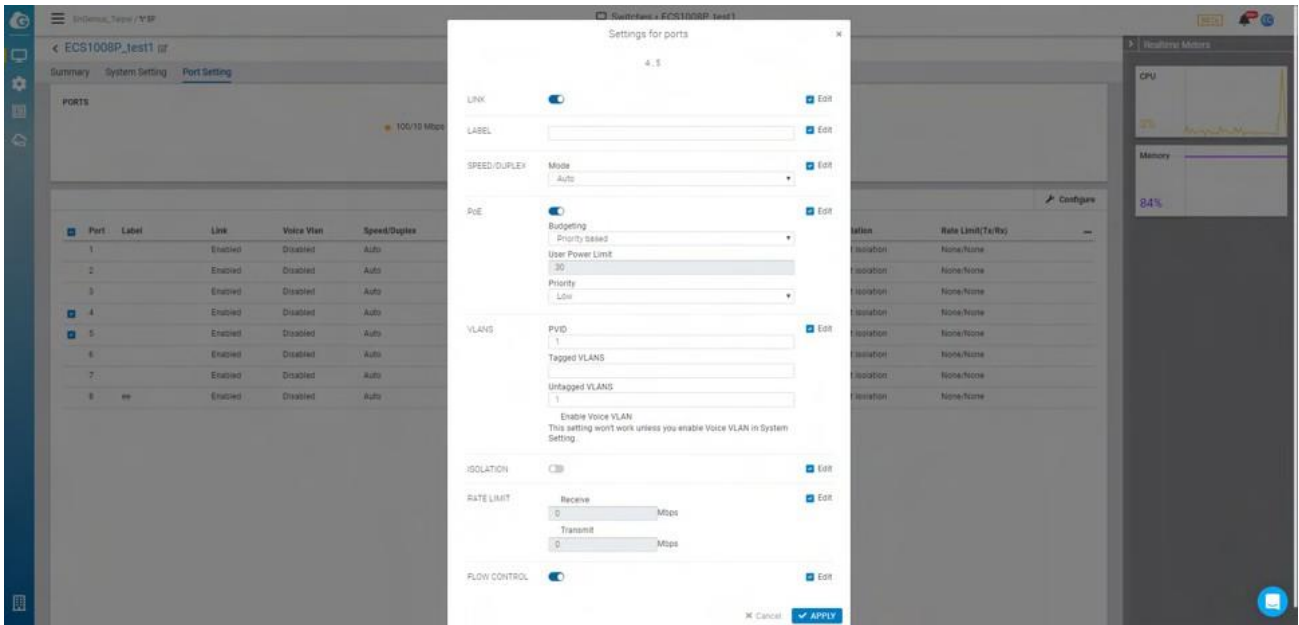 Switches > ECS1008P_test1
BETA
< ECS1008P_test1
Summary System Setting Port Setting
PORTS
100/10 Mbps
Configure
Port Label Link Voice Vlan Speed/Duplex Rate Limit(Tx/Rx)
1 Enabled Disabled Auto None/None
2 Enabled Disabled Auto None/None
3 Enabled Disabled Auto None/None
4 Enabled Disabled Auto None/None
5 Enabled Disabled Auto None/None
6 Enabled Disabled Auto None/None
7 Enabled Disabled Auto None/None
8 ee Enabled Disabled Auto None/None
Settings for ports
4 , 5
LINK Edit
LABEL Edit
SPEED/DUPLEX Mode Edit
Auto
PoE Edit
Budgeting
Priority based
User Power Limit
30
Priority
Low
VLANS PVID Edit
1
Tagged VLANS
Untagged VLANS
1
Enable Voice VLAN
This setting won't work unless you enable Voice VLAN in System
Setting.
ISOLATION Edit
RATE LIMIT Receive Edit
0 Mbps
Transmit
0 Mbps
FLOW CONTROL Edit
Cancel APPLY
Realtime Meters
CPU
Memory
84%